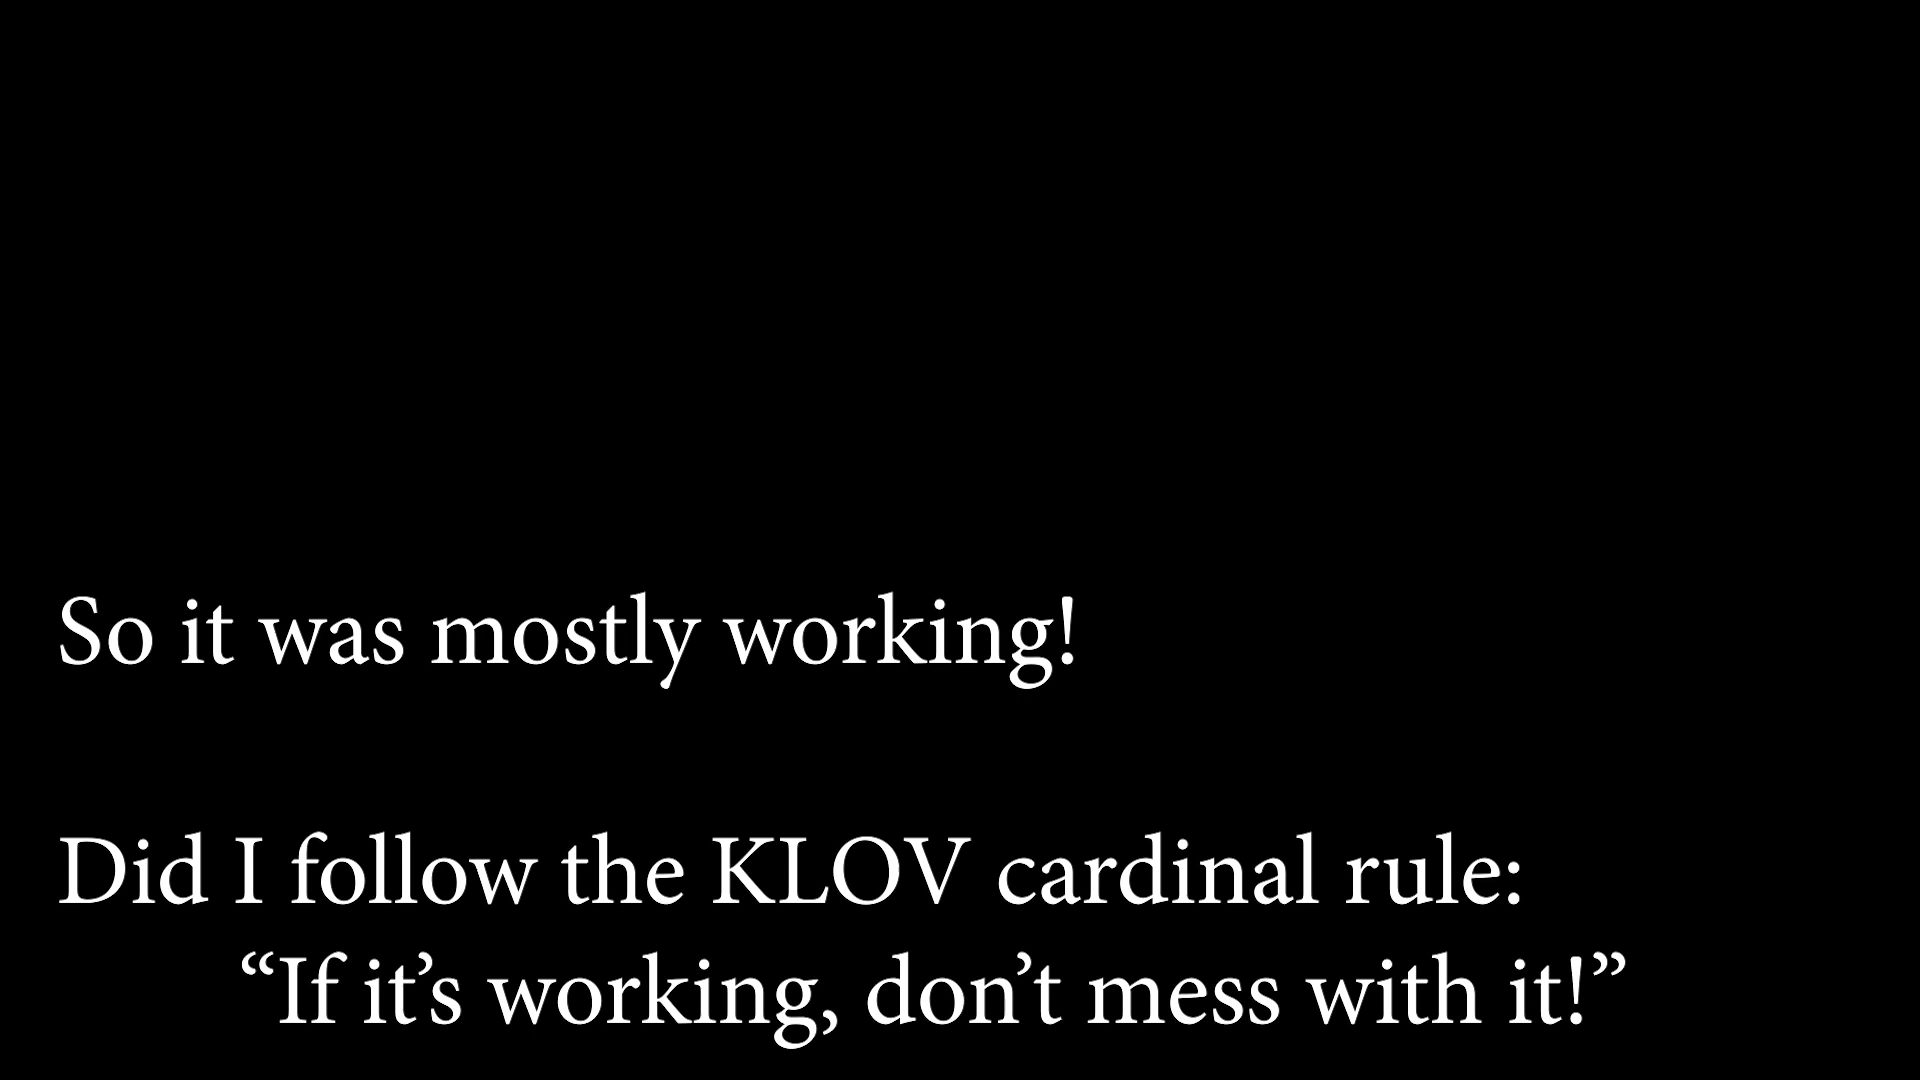 So it was mostly working!
Did I follow the KLOV cardinal rule:
“If it’s working, don’t mess with it!”